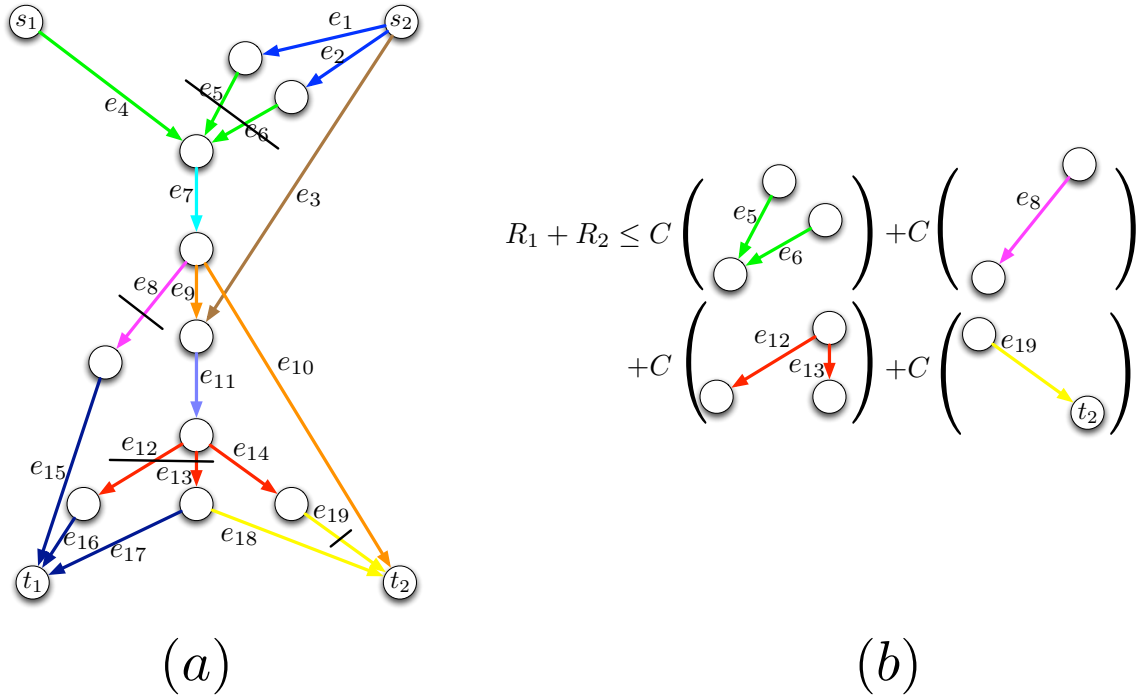 s₁ e₁ s₂
e₂
e₅
e₄ e₆
e₇ e₃
e₈ e₉
e₁₁ e₁₀
e₁₂ e₁₄
e₁₅ e₁₃
e₁₆ e₁₇ e₁₈ e₁₉
t₁ t₂
(a)
R₁ + R₂ ≤ C ( e₅ e₆ ) +C ( e₈ )
+C ( e₁₂ e₁₃ ) +C ( e₁₉ t₂ )
(b)